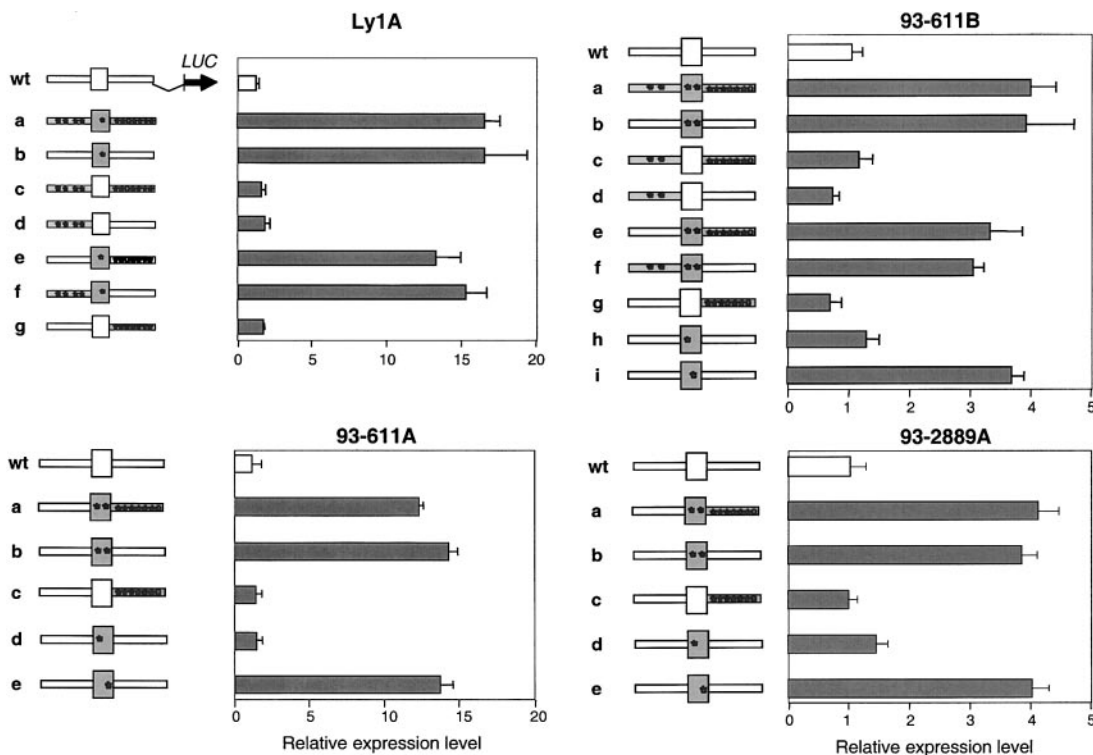 Ly1A
wt
LUC
a
b
c
d
e
f
g
0 5 10 15 20
93-611B
wt
a
b
c
d
e
f
g
h
i
0 1 2 3 4 5
93-611A
wt
a
b
c
d
e
0 5 10 15 20
Relative expression level
93-2889A
wt
a
b
c
d
e
0 1 2 3 4 5
Relative expression level